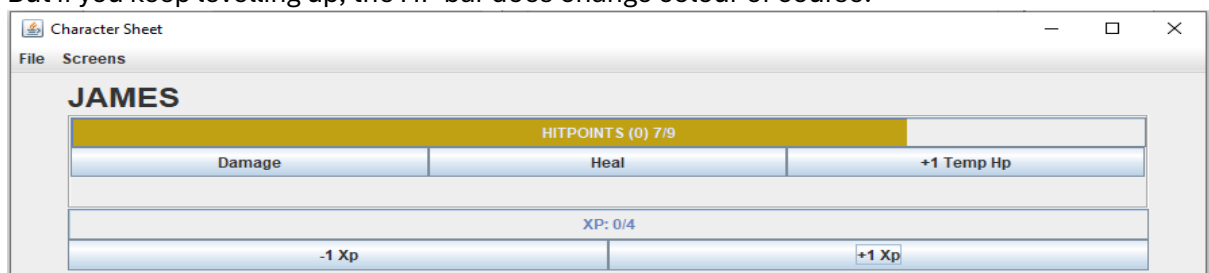 But if you keep levelling up, the HP bar does change colour of course.
Character Sheet
File Screens
JAMES
HITPOINTS (0) 7/9
Damage Heal +1 Temp Hp
XP: 0/4
-1 Xp +1 Xp